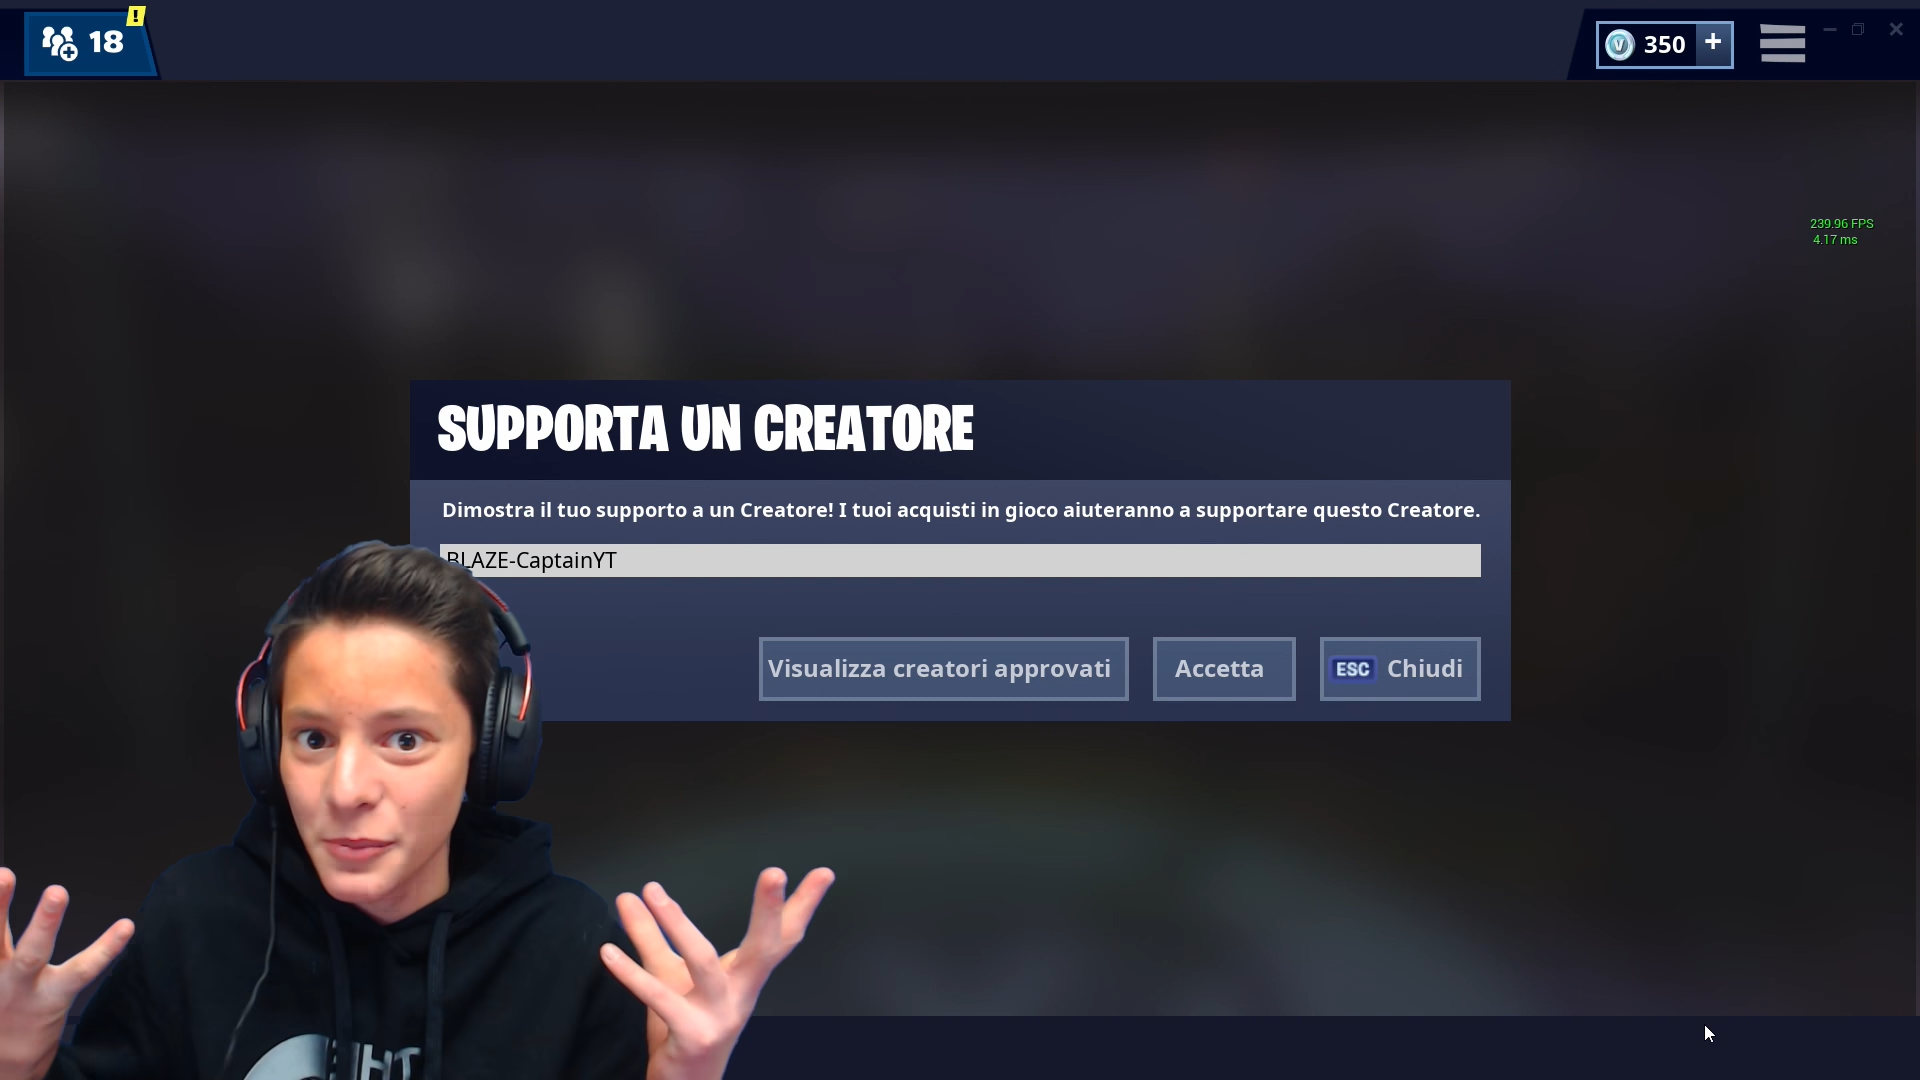 !
18
350 +
239.96 FPS
4.17 ms
SUPPORTA UN CREATORE
Dimostra il tuo supporto a un Creatore! I tuoi acquisti in gioco aiuteranno a supportare questo Creatore.
BLAZE-CaptainYT
Visualizza creatori approvati
Accetta
ESC Chiudi